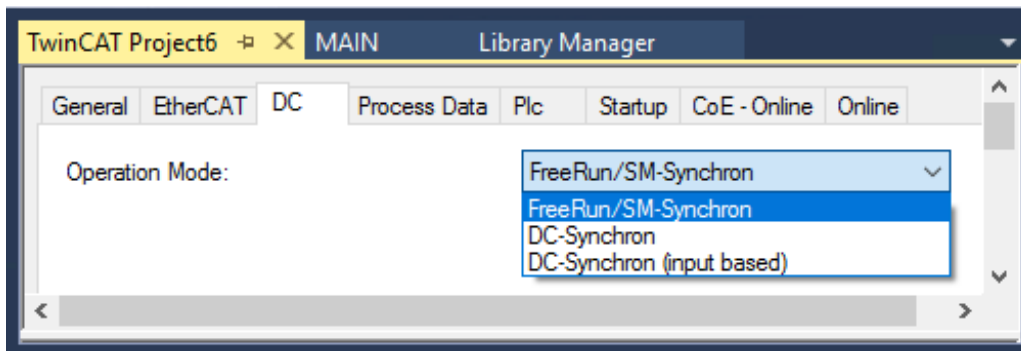 TwinCAT Project6 MAIN Library Manager
General EtherCAT DC Process Data Plc Startup CoE - Online Online
Operation Mode: FreeRun/SM-Synchron
FreeRun/SM-Synchron
DC-Synchron
DC-Synchron (input based)